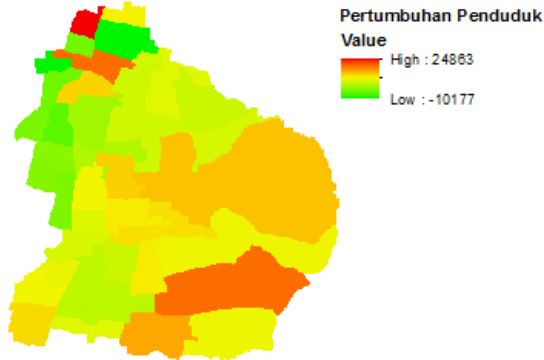 Pertumbuhan Penduduk
Value
High : 24863
Low : -10177